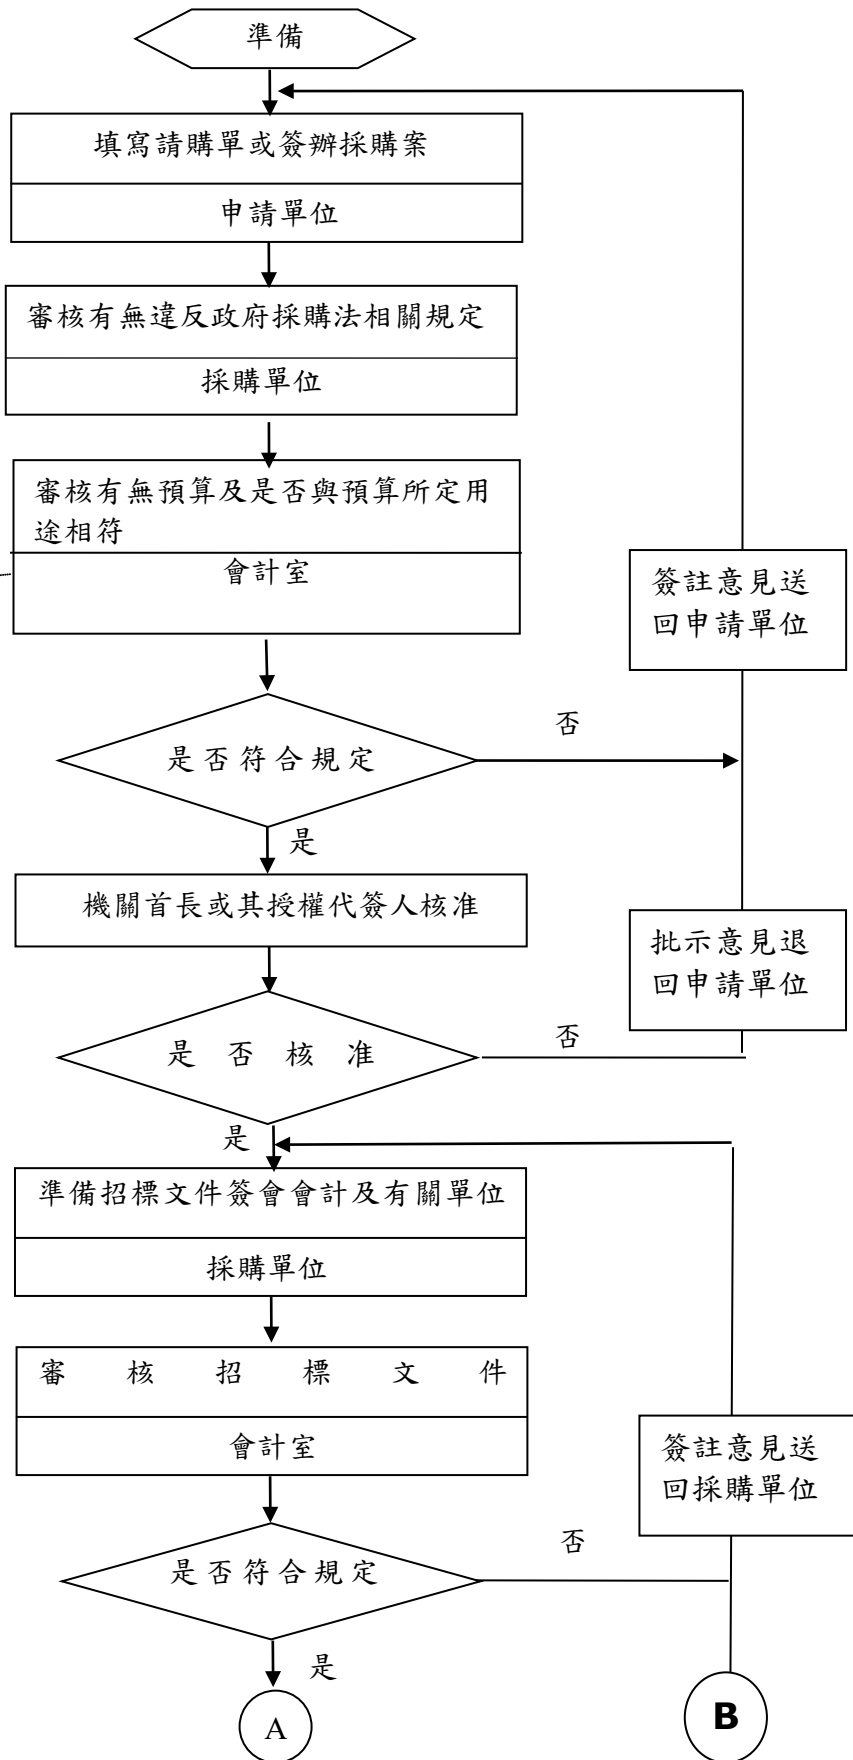 準備
填寫請購單或簽辦採購案
申請單位
審核有無違反政府採購法相關規定
採購單位
審核有無預算及是否與預算所定用
途相符
會計室
簽註意見送
回申請單位
是否符合規定
否
是
機關首長或其授權代簽人核准
批示意見退
回申請單位
是否核准
否
是
準備招標文件簽會會計及有關單位
採購單位
審核招標文件
會計室
簽註意見送
回採購單位
是否符合規定
否
是
A
B